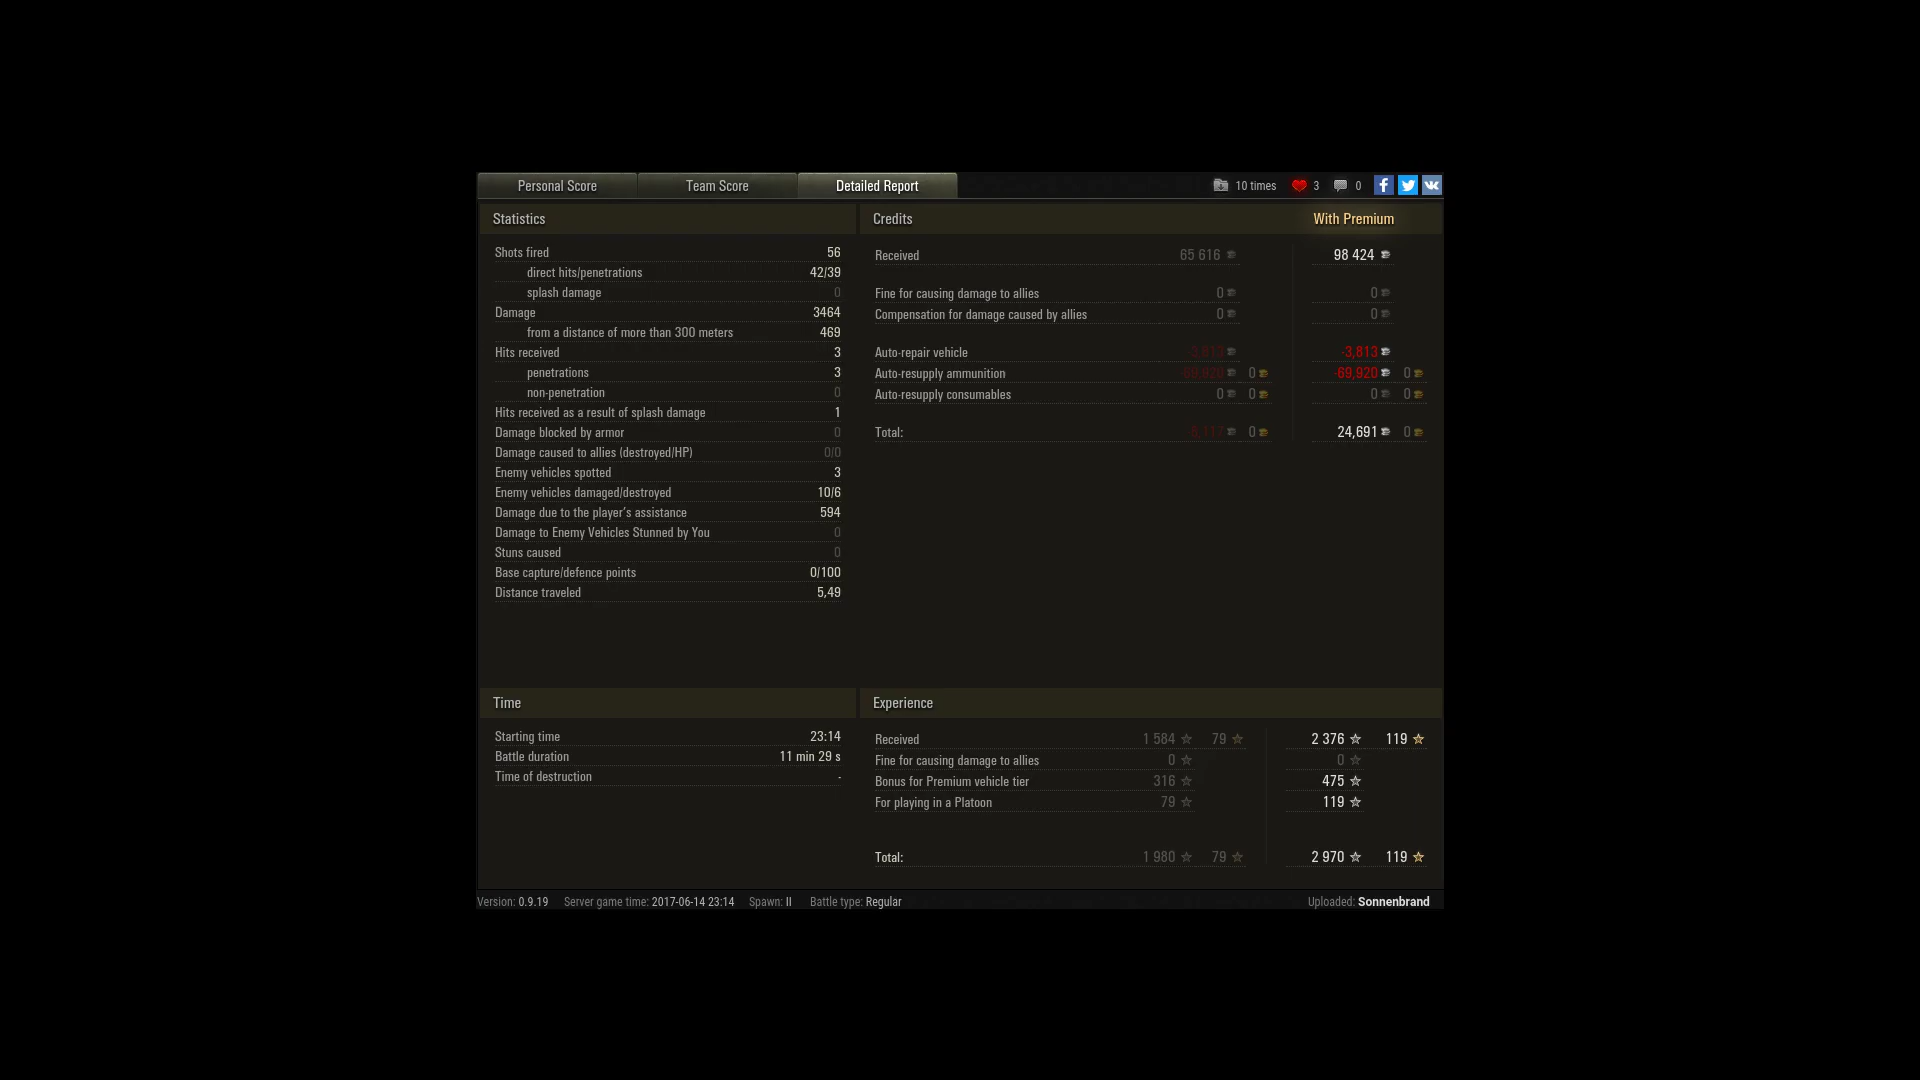 Personal Score Team Score Detailed Report 10 times 3 0
Statistics
Shots fired 56
direct hits/penetrations 42/39
splash damage 0
Damage 3464
from a distance of more than 300 meters 469
Hits received 3
penetrations 3
non-penetration 0
Hits received as a result of splash damage 1
Damage blocked by armor 0
Damage caused to allies (destroyed/HP) 0/0
Enemy vehicles spotted 3
Enemy vehicles damaged/destroyed 10/6
Damage due to the player's assistance 594
Damage to Enemy Vehicles Stunned by You 0
Stuns caused 0
Base capture/defence points 0/100
Distance traveled 5,49
Credits With Premium
Received 65 616 98 424
Fine for causing damage to allies 0 0
Compensation for damage caused by allies 0 0
Auto-repair vehicle -3,813 -3,813
Auto-resupply ammunition -69,920 0 -69,920 0
Auto-resupply consumables 0 0 0 0
Total: 0 24,691 0
Time
Starting time 23:14
Battle duration 11 min 29 s
Time of destruction -
Experience
Received 1 584 79 2 376 119
Fine for causing damage to allies 0 0
Bonus for Premium vehicle tier 316 475
For playing in a Platoon 79 119
Total: 1 980 79 2 970 119
Version: 0.9.19 Server game time: 2017-06-14 23:14 Spawn: II Battle type: Regular Uploaded: Sonnenbrand